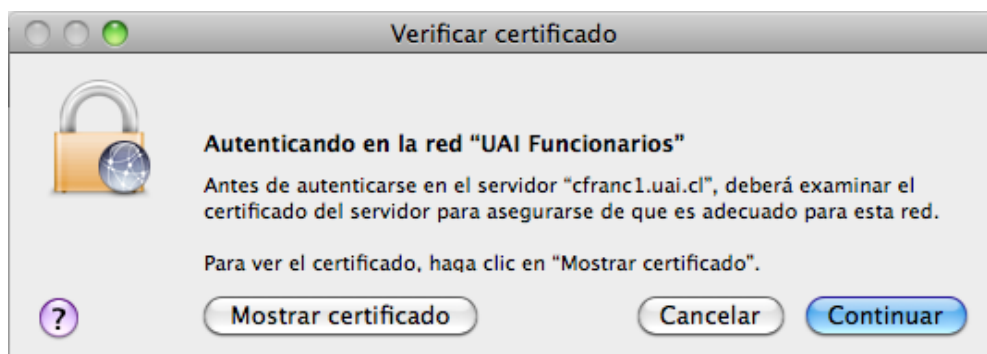 Verificar certificado
Autenticando en la red “UAI Funcionarios”
Antes de autenticarse en el servidor “cfranc1.uai.cl”, deberá examinar el
certificado del servidor para asegurarse de que es adecuado para esta red.
Para ver el certificado, haga clic en “Mostrar certificado”.
? Mostrar certificado Cancelar Continuar